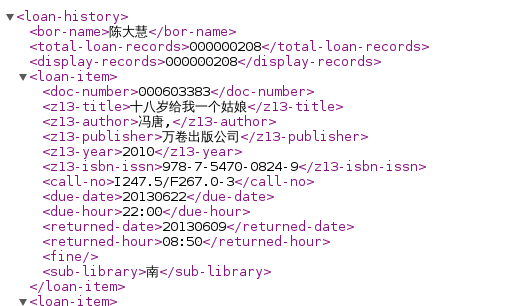 ▼<loan-history>
<bor-name>陈大慧</bor-name>
<total-loan-records>000000208</total-loan-records>
<display-records>000000208</display-records>
▼<loan-item>
<doc-number>000603383</doc-number>
<z13-title>十八岁给我一个姑娘</z13-title>
<z13-author>冯唐,</z13-author>
<z13-publisher>万卷出版公司</z13-publisher>
<z13-year>2010</z13-year>
<z13-isbn-issn>978-7-5470-0824-9</z13-isbn-issn>
<call-no>I247.5/F267.0-3</call-no>
<due-date>20130622</due-date>
<due-hour>22:00</due-hour>
<returned-date>20130609</returned-date>
<returned-hour>08:50</returned-hour>
<fine/>
<sub-library>南</sub-library>
</loan-item>
▼<loan-item>